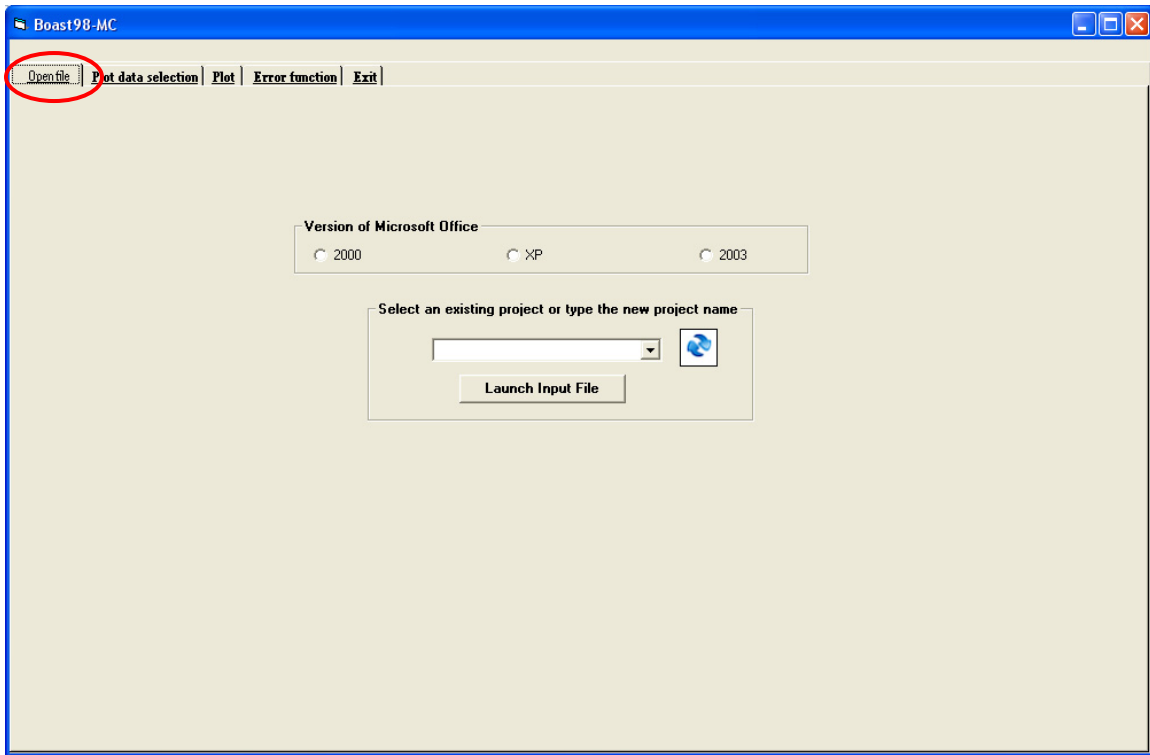 Boast98-MC
Open file Plot data selection Plot Error function Exit
Version of Microsoft Office
2000 XP 2003
Select an existing project or type the new project name
Launch Input File